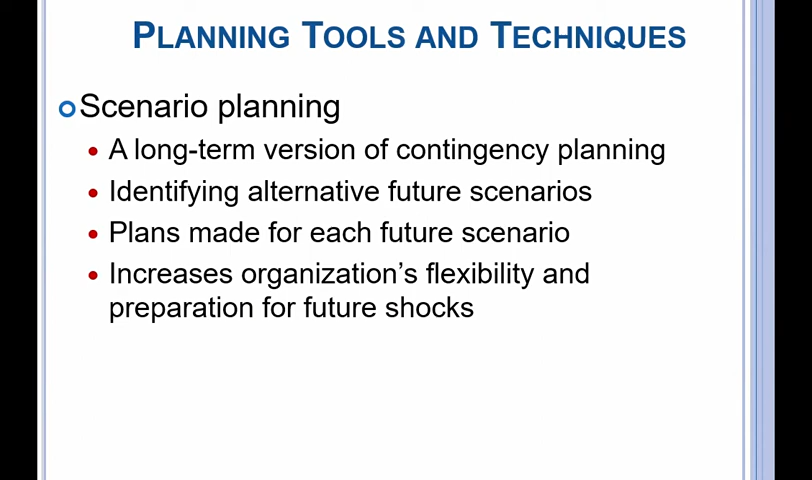 PLANNING TOOLS AND TECHNIQUES
Scenario planning
• A long-term version of contingency planning
• Identifying alternative future scenarios
• Plans made for each future scenario
• Increases organization’s flexibility and
preparation for future shocks